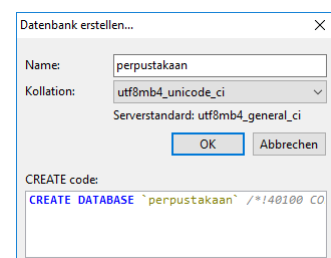 Datenbank erstellen...
Name: perpustakaan
Kollation: utf8mb4_unicode_ci
Serverstandard: utf8mb4_general_ci
OK Abbrechen
CREATE code:
CREATE DATABASE `perpustakaan` /*!40100 CO